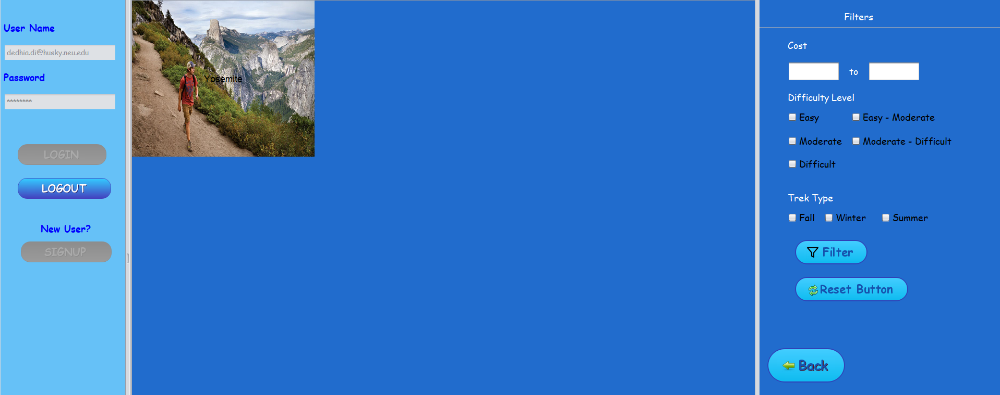 User Name
dedhia.di@husky.neu.edu
Password
********
LOGIN
LOGOUT
New User?
SIGNUP
Yosemite
Filters
Cost
to
Difficulty Level
Easy
Easy - Moderate
Moderate
Moderate - Difficult
Difficult
Trek Type
Fall
Winter
Summer
Filter
Reset Button
Back